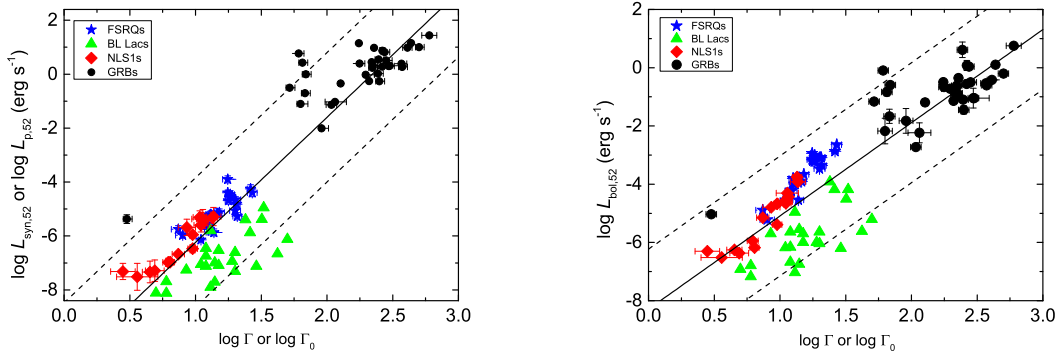 FSRQs
BL Lacs
NLS1s
GRBs
2
0
-2
-4
-6
-8
log L_syn,52 or log L_p,52 (erg s⁻¹)
0.0 0.5 1.0 1.5 2.0 2.5 3.0
log Γ or log Γ₀
FSRQs
BL Lacs
NLS1s
GRBs
2
0
-2
-4
-6
-8
log L_bol,52 (erg s⁻¹)
0.0 0.5 1.0 1.5 2.0 2.5 3.0
log Γ or log Γ₀